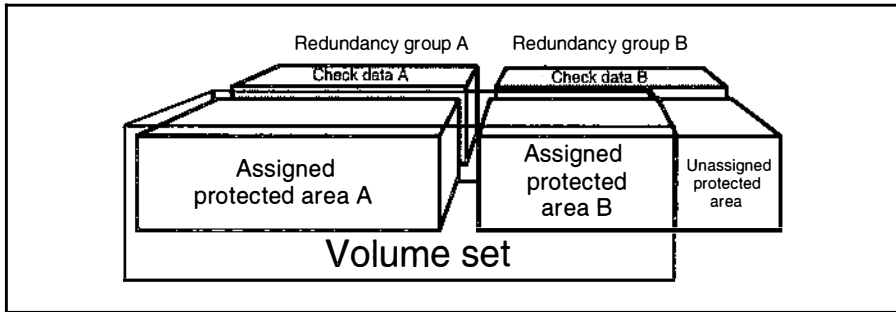 Redundancy group A
Redundancy group B
Check data A
Check data B
Assigned
protected area A
Assigned
protected
area B
Unassigned
protected
area
Volume set